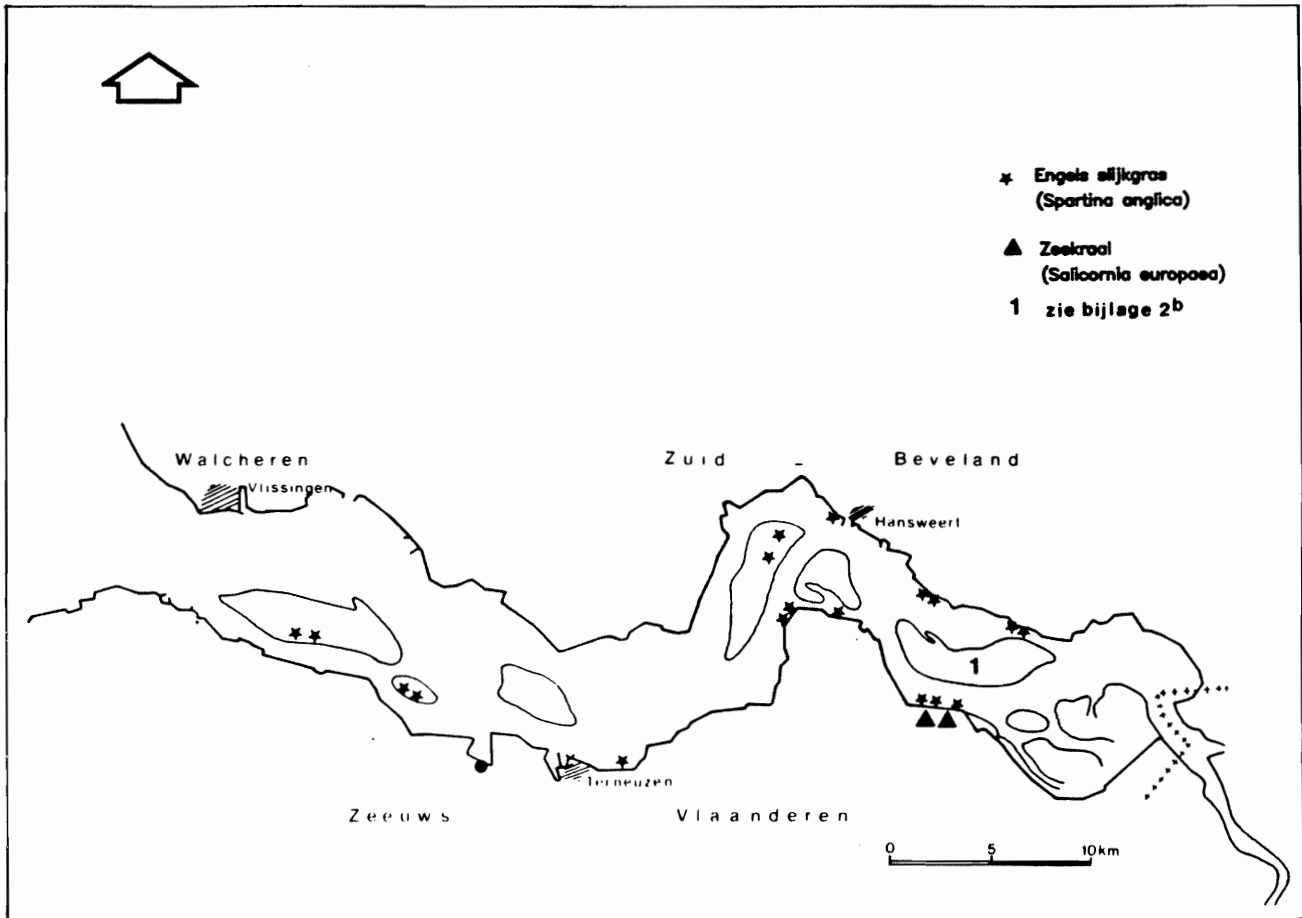 Engels slijkgras
(Spartina anglica)
Zeekraal
(Salicornia europaea)
1 zie bijlage 2b
Walcheren
Zuid - Beveland
Vlissingen
Hansweert
1
Terneuzen
Zeeuws Vlaanderen
0 5 10km